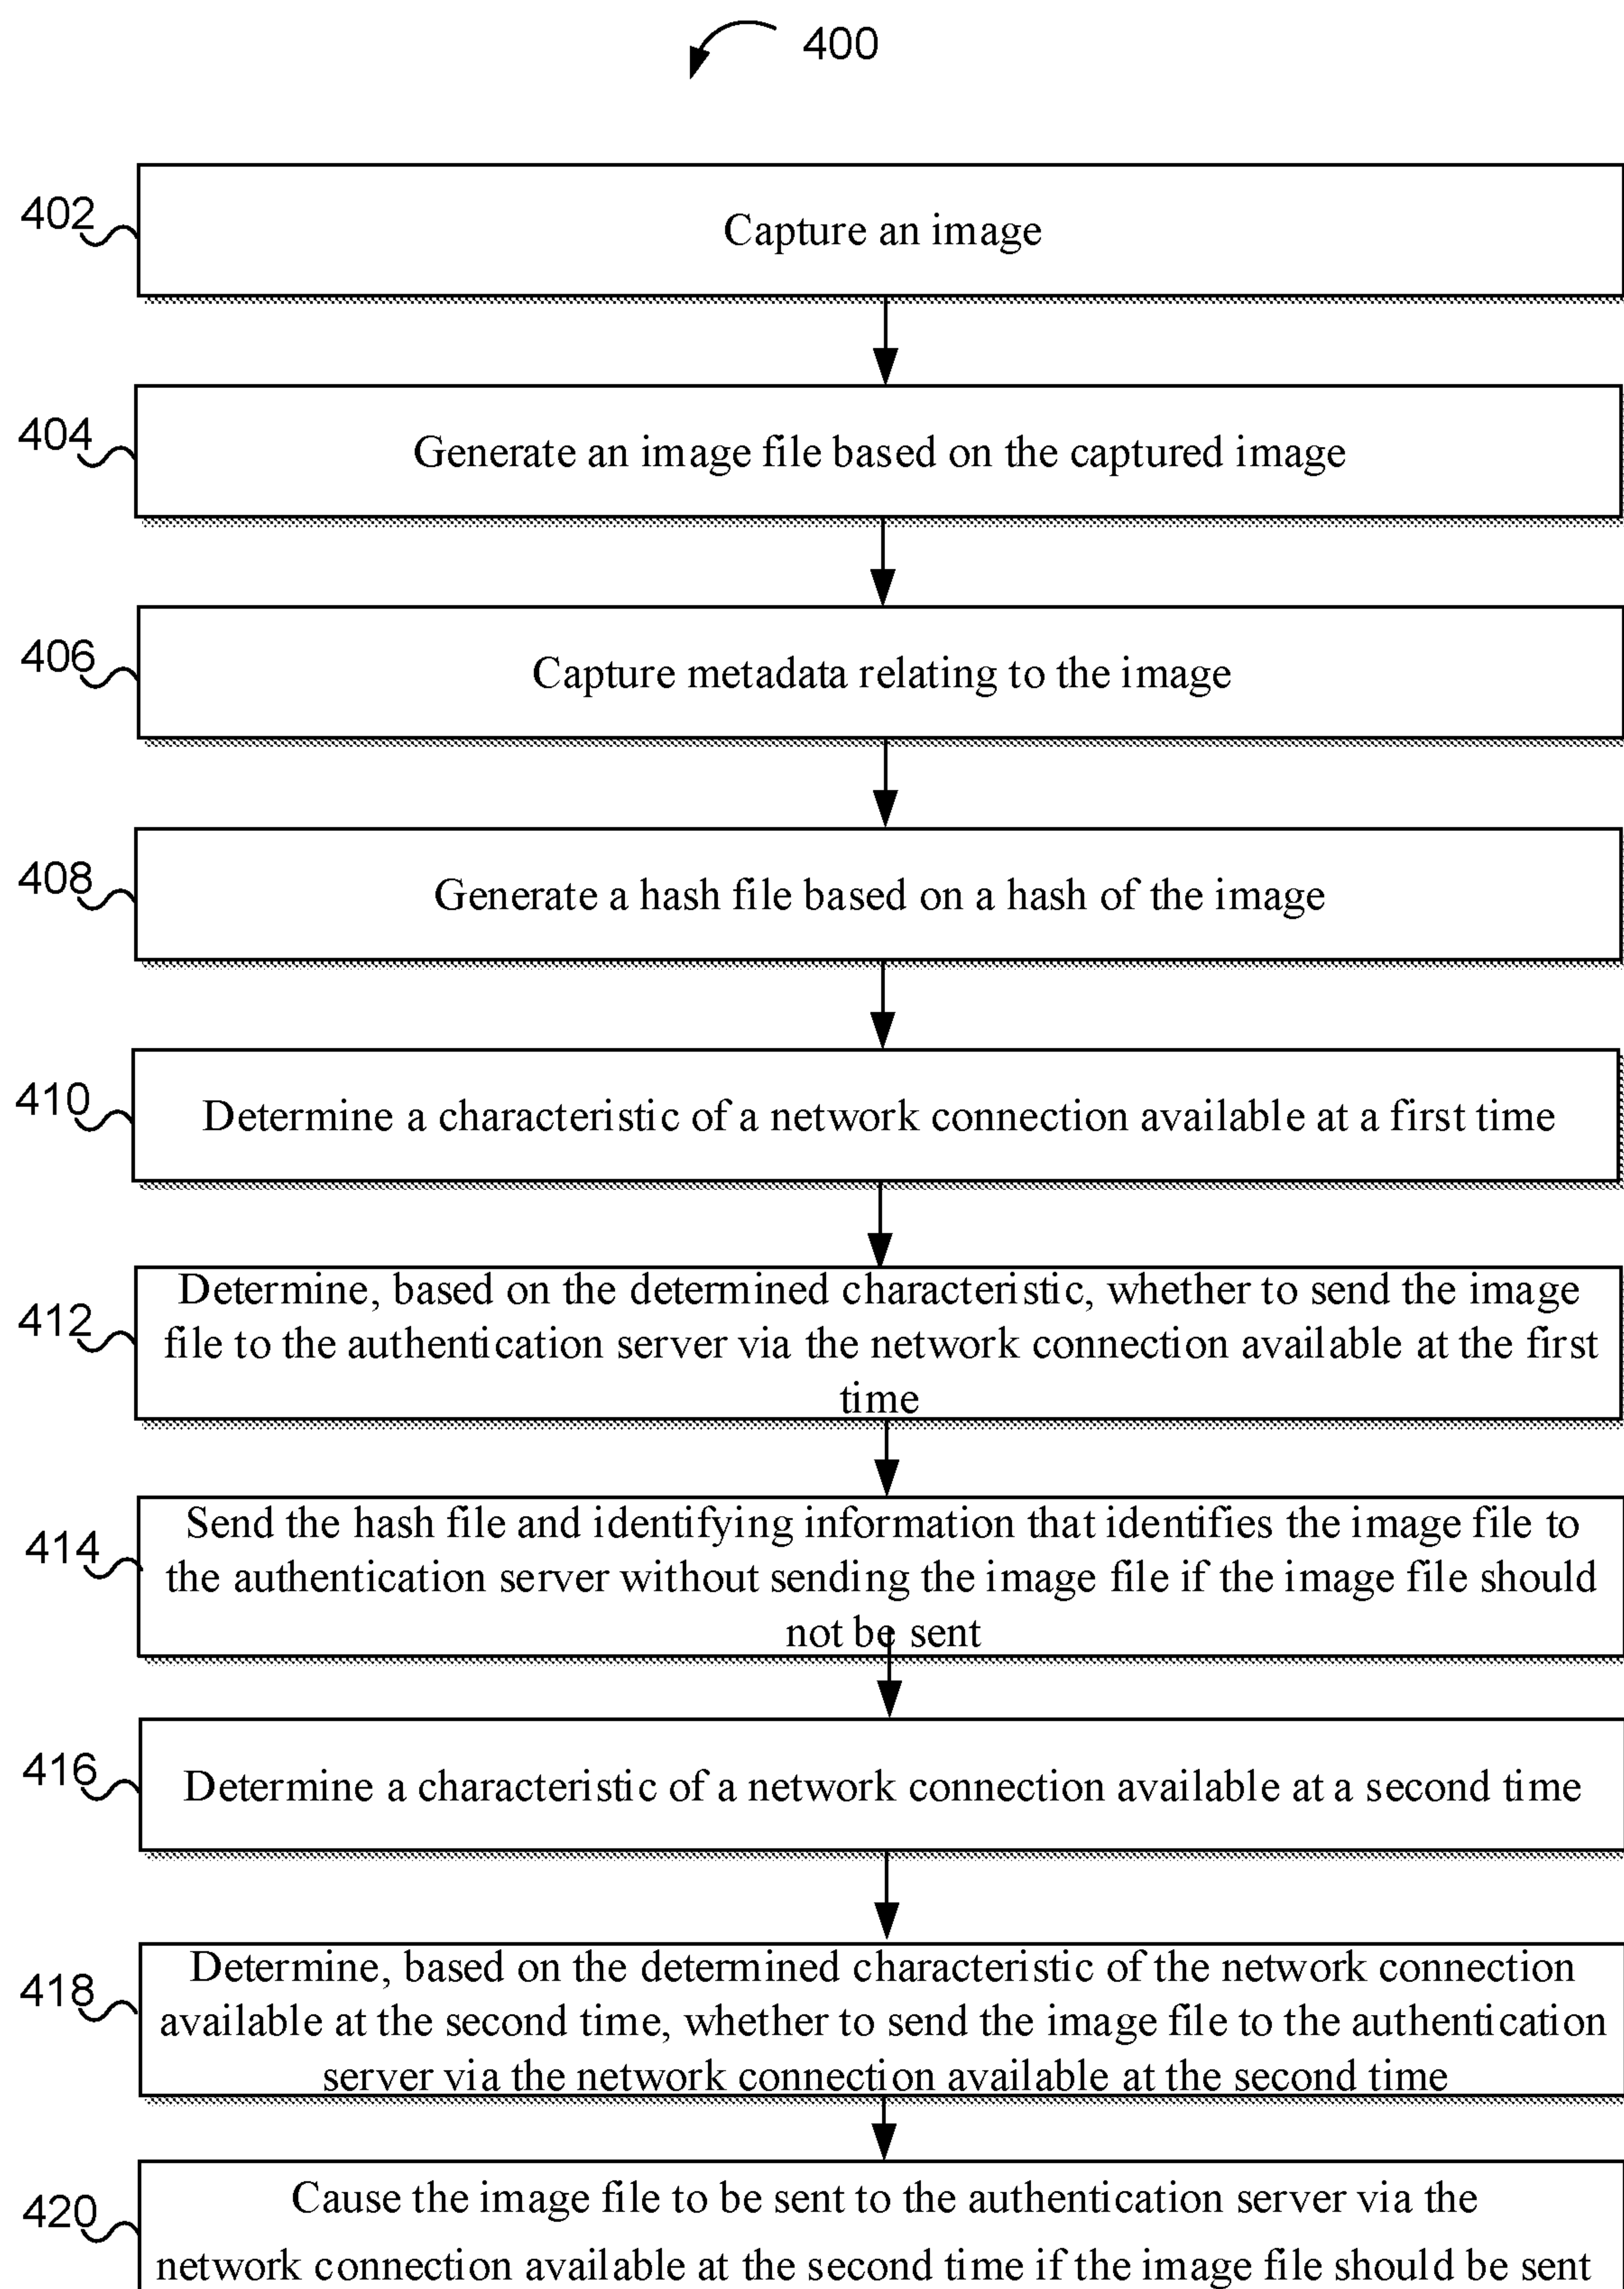 400
402
Capture an image
404
Generate an image file based on the captured image
406
Capture metadata relating to the image
408
Generate a hash file based on a hash of the image
410
Determine a characteristic of a network connection available at a first time
412
Determine, based on the determined characteristic, whether to send the image
file to the authentication server via the network connection available at the first
time
414
Send the hash file and identifying information that identifies the image file to
the authentication server without sending the image file if the image file should
not be sent
416
Determine a characteristic of a network connection available at a second time
418
Determine, based on the determined characteristic of the network connection
available at the second time, whether to send the image file to the authentication
server via the network connection available at the second time
420
Cause the image file to be sent to the authentication server via the
network connection available at the second time if the image file should be sent